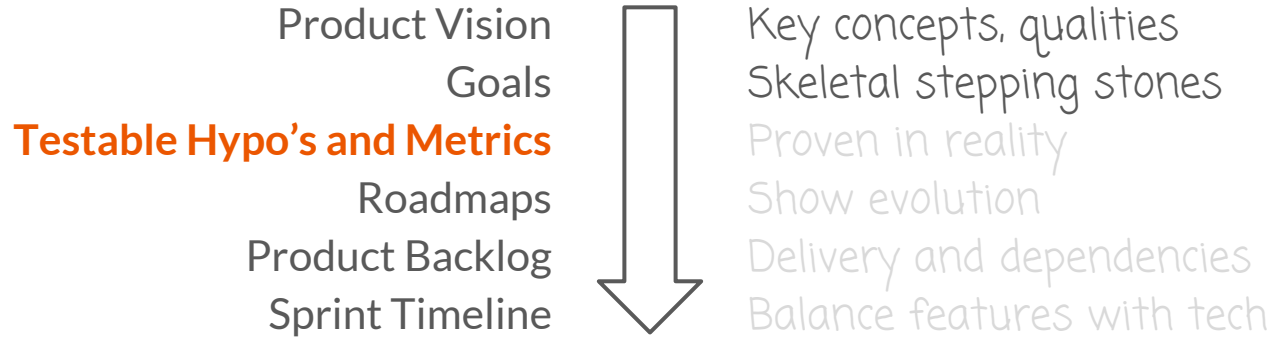 Product Vision Key concepts, qualities
Goals Skeletal stepping stones
Testable Hypo's and Metrics Proven in reality
Roadmaps Show evolution
Product Backlog Delivery and dependencies
Sprint Timeline Balance features with tech